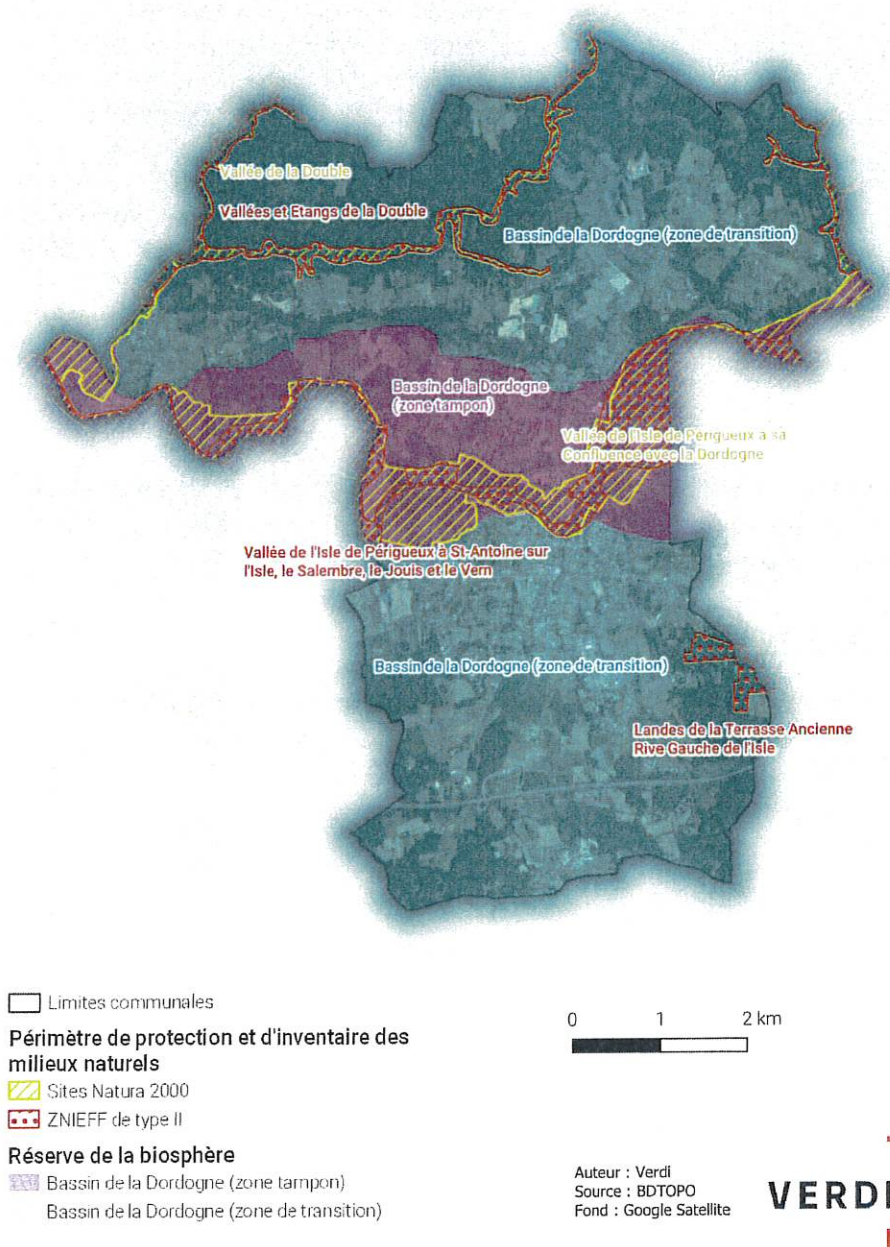 Vallée de la Double
Vallées et Etangs de la Double
Bassin de la Dordogne (zone de transition)
Bassin de la Dordogne
(zone tampon)
Vallée de l'Isle de Périgueux à sa
Confluence avec la Dordogne
Vallée de l'Isle de Périgueux à St-Antoine sur
l'Isle, le Salembre, le Jouis et le Vern
Bassin de la Dordogne (zone de transition)
Landes de la Terrasse Ancienne
Rive Gauche de l'Isle
Limites communales
Périmètre de protection et d'inventaire des
milieux naturels
Sites Natura 2000
ZNIEFF de type II
Réserve de la biosphère
Bassin de la Dordogne (zone tampon)
Bassin de la Dordogne (zone de transition)
0 1 2 km
Auteur : Verdi
Source : BDTOPO
Fond : Google Satellite
VERDI